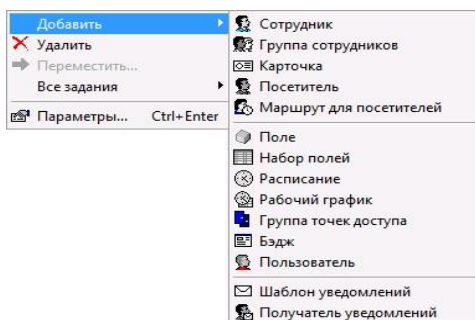 Добавить
Удалить
Переместить...
Все задания
Параметры... Ctrl+Enter
Сотрудник
Группа сотрудников
Карточка
Посетитель
Маршрут для посетителей
Поле
Набор полей
Расписание
Рабочий график
Группа точек доступа
Бэдж
Пользователь
Шаблон уведомлений
Получатель уведомлений